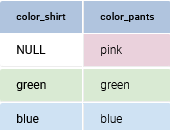 color_shirt color_pants
NULL pink
green green
blue blue